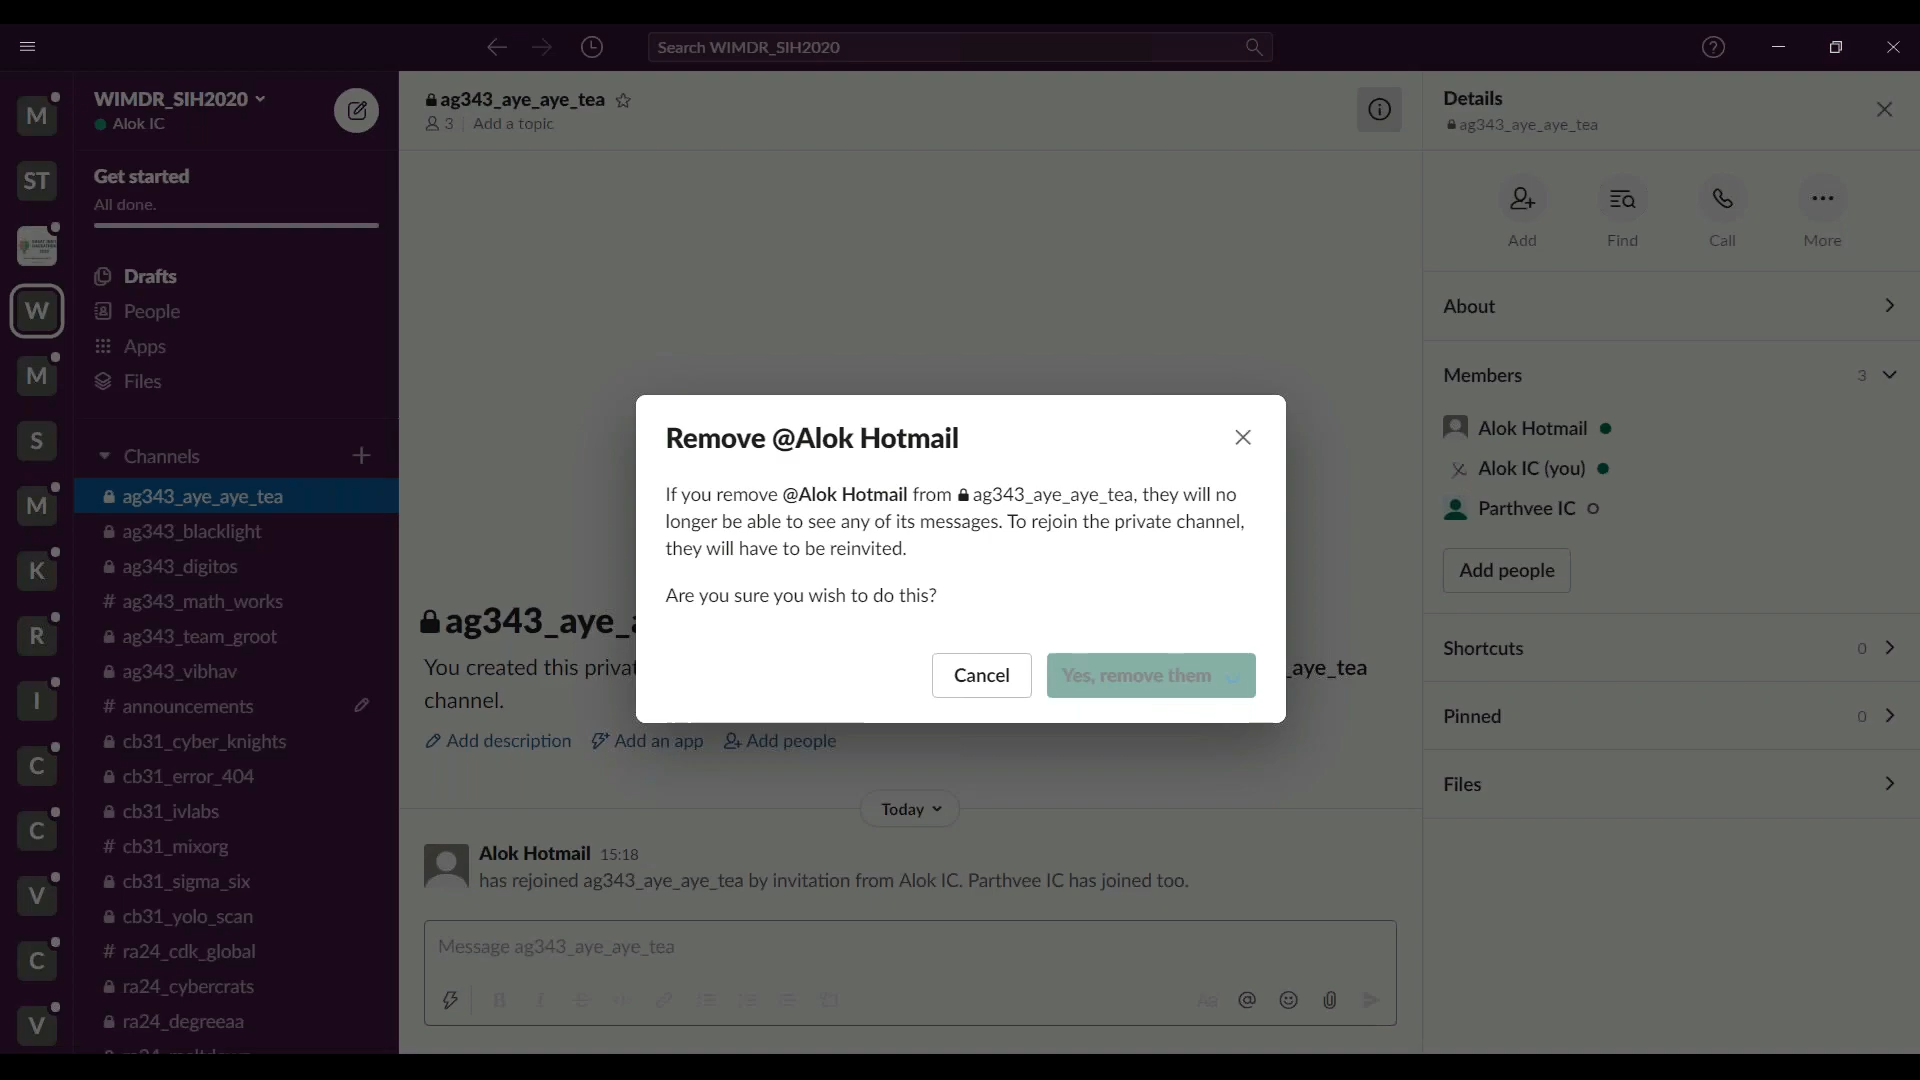 Search WIMDR_SIH2020
M
ST
W
M
S
M
K
R
I
C
C
V
C
V
WIMDR_SIH2020
Alok IC
Get started
All done.
Drafts
People
Apps
Files
Channels
ag343_aye_aye_tea
ag343_blacklight
ag343_digitos
# ag343_math_works
ag343_team_groot
ag343_vibhav
# announcements
cb31_cyber_knights
cb31_error_404
cb31_ivlabs
# cb31_mixorg
cb31_sigma_six
cb31_yolo_scan
# ra24_cdk_global
ra24_cybercrats
ra24_degreeaa
ag343_aye_aye_tea
3 | Add a topic
Remove @Alok Hotmail
If you remove @Alok Hotmail from ag343_aye_aye_tea, they will no
longer be able to see any of its messages. To rejoin the private channel,
they will have to be reinvited.
Are you sure you wish to do this?
Cancel
Yes, remove them
ag343_aye_
You created this priva
_aye_tea
channel.
Add description
Add an app
Add people
Today
Alok Hotmail 15:18
has rejoined ag343_aye_aye_tea by invitation from Alok IC. Parthvee IC has joined too.
Message ag343_aye_aye_tea
Details
ag343_aye_aye_tea
Add
Find
Call
More
About
Members 3
Alok Hotmail
Alok IC (you)
Parthvee IC
Add people
Shortcuts 0
Pinned 0
Files